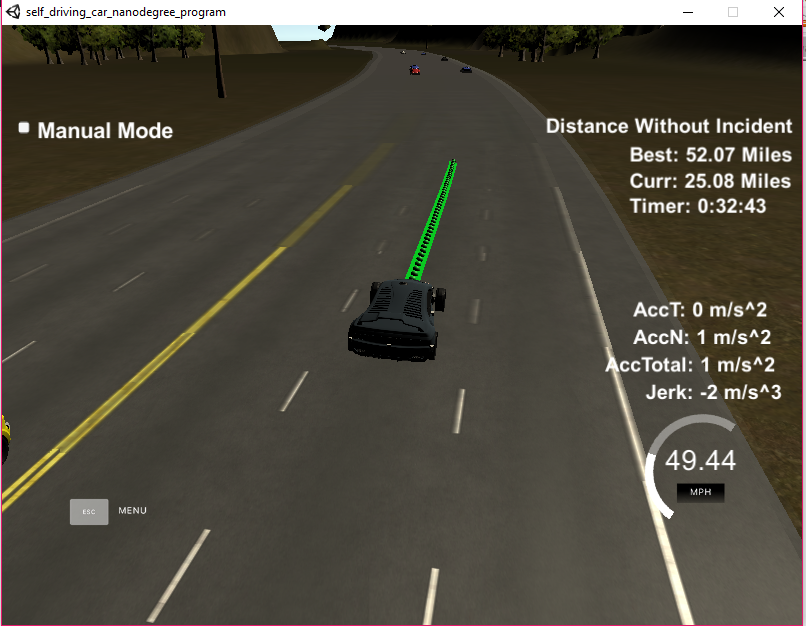 self_driving_car_nanodegree_program
Manual Mode
Distance Without Incident
Best: 52.07 Miles
Curr: 25.08 Miles
Timer: 0:32:43
AccT: 0 m/s^2
AccN: 1 m/s^2
AccTotal: 1 m/s^2
Jerk: -2 m/s^3
49.44
MPH
ESC MENU